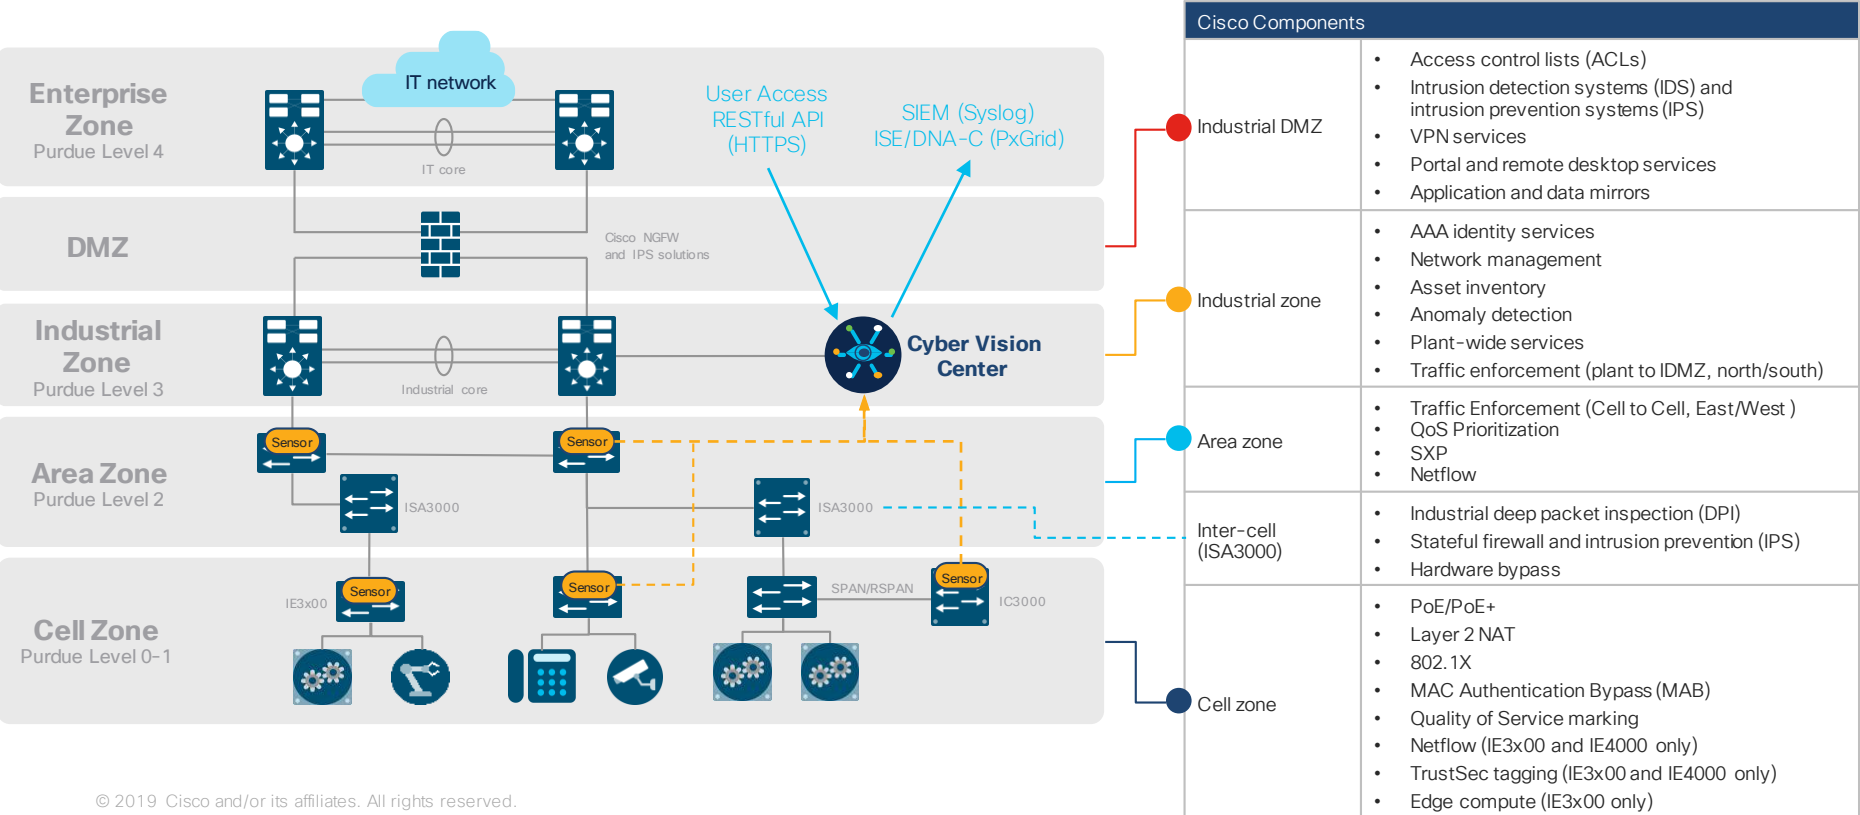 Enterprise
Zone
Purdue Level 4
IT network
IT core
User Access
RESTful API
(HTTPS)
SIEM (Syslog)
ISE/DNA-C (PxGrid)
DMZ
Cisco NGFW
and IPS solutions
Industrial
Zone
Purdue Level 3
Industrial core
Cyber Vision
Center
Area Zone
Purdue Level 2
Sensor
Sensor
ISA3000
ISA3000
Cell Zone
Purdue Level 0-1
IE3x00
Sensor
Sensor
SPAN/RSPAN
Sensor
IC3000
© 2019 Cisco and/or its affiliates. All rights reserved.
Cisco Components
Industrial DMZ
• Access control lists (ACLs)
• Intrusion detection systems (IDS) and
intrusion prevention systems (IPS)
• VPN services
• Portal and remote desktop services
• Application and data mirrors
Industrial zone
• AAA identity services
• Network management
• Asset inventory
• Anomaly detection
• Plant-wide services
• Traffic enforcement (plant to IDMZ, north/south)
Area zone
• Traffic Enforcement (Cell to Cell, East/West )
• QoS Prioritization
• SXP
• Netflow
Inter-cell
(ISA3000)
• Industrial deep packet inspection (DPI)
• Stateful firewall and intrusion prevention (IPS)
• Hardware bypass
Cell zone
• PoE/PoE+
• Layer 2 NAT
• 802.1X
• MAC Authentication Bypass (MAB)
• Quality of Service marking
• Netflow (IE3x00 and IE4000 only)
• TrustSec tagging (IE3x00 and IE4000 only)
• Edge compute (IE3x00 only)